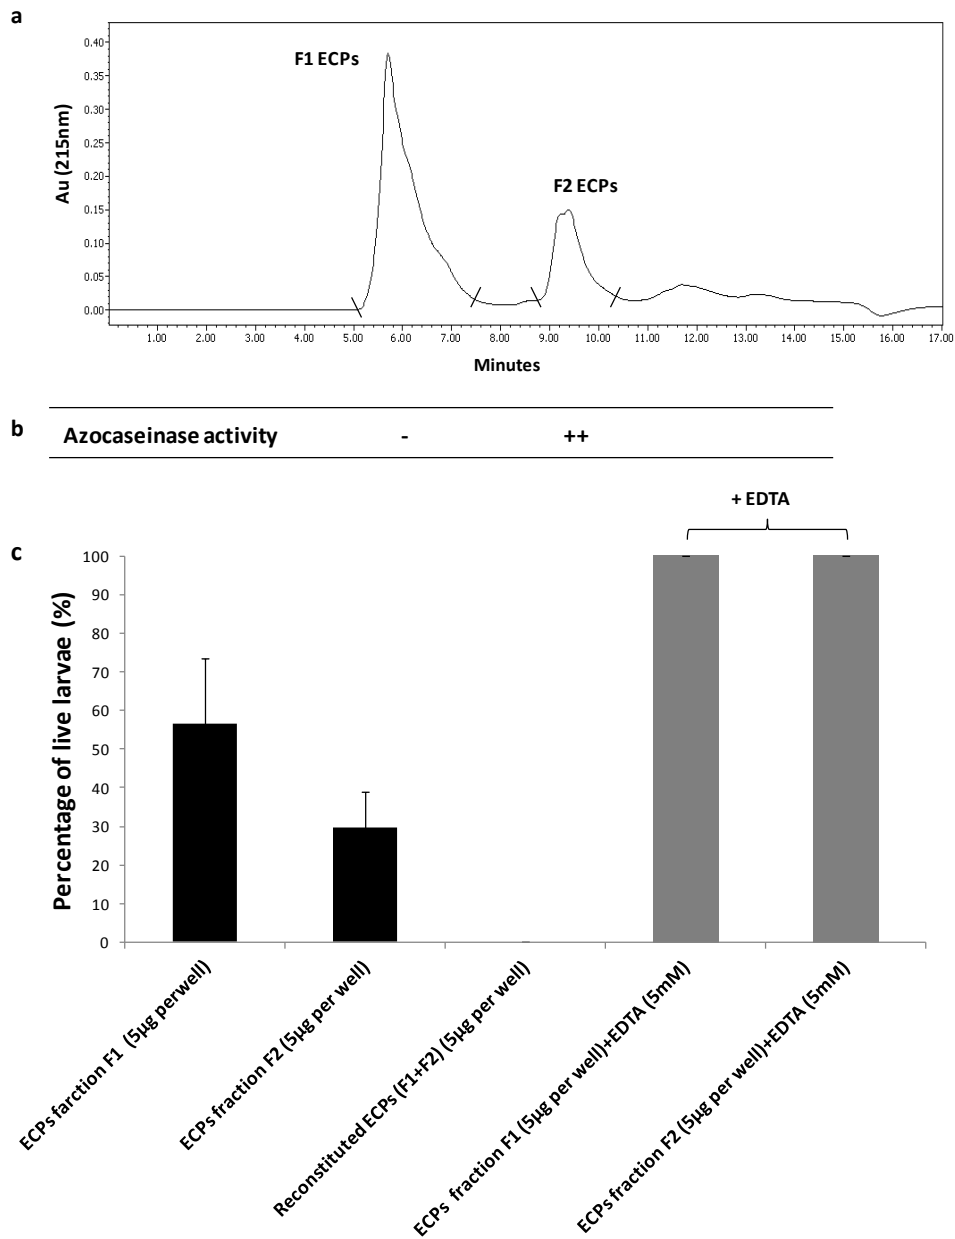 a
0.40
0.35
0.30
0.25
0.20
0.15
0.10
0.05
0.00
Au (215nm)
F1 ECPs
F2 ECPs
1.00 2.00 3.00 4.00 5.00 6.00 7.00 8.00 9.00 10.00 11.00 12.00 13.00 14.00 15.00 16.00 17.00
Minutes
b
Azocaseinase activity - ++
+ EDTA
c
100
90
80
70
60
50
40
30
20
10
0
Percentage of live larvae (%)
ECPs farction F1 (5µg perwell)
ECPs fraction F2 (5µg per well)
Reconstituted ECPs (F1+F2) (5µg per well)
ECPs fraction F1 (5µg per well)+EDTA (5mM)
ECPs fraction F2 (5µg per well)+EDTA (5mM)